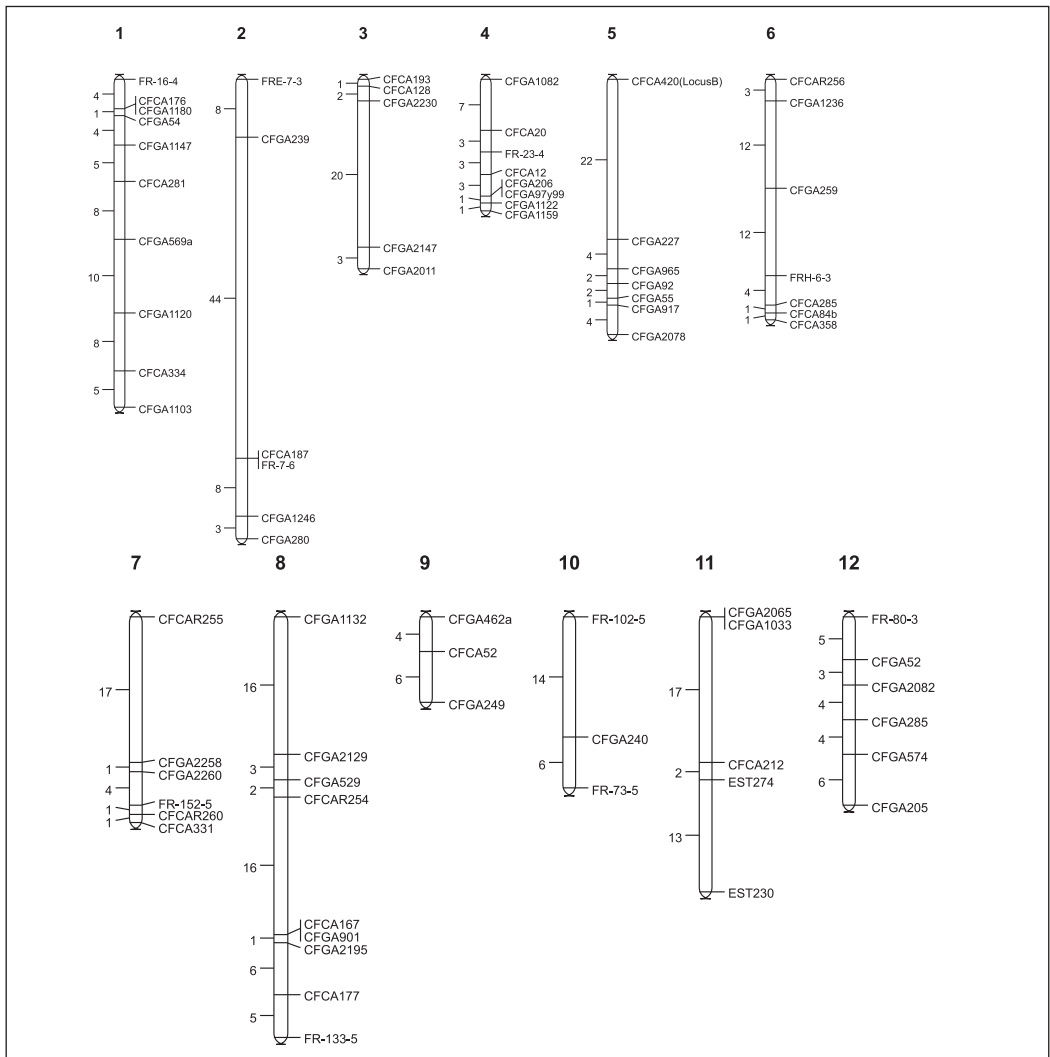 1
2
3
4
5
6
FR-16-4
4
CFCA176
CFGA1180
1
CFGA54
4
CFGA1147
5
CFCA281
8
CFGA569a
10
CFGA1120
8
CFCA334
5
CFGA1103
FRE-7-3
8
CFGA239
44
CFCA187
FR-7-6
8
CFGA1246
3
CFGA280
CFCA193
1
CFCA128
2
CFGA2230
20
CFGA2147
3
CFGA2011
CFGA1082
7
CFCA20
3
FR-23-4
3
CFCA12
3
CFGA206
CFGA97y99
1
CFGA1122
1
CFGA1159
CFCA420(LocusB)
22
CFGA227
4
CFGA965
2
CFGA92
2
CFGA55
1
CFGA917
4
CFGA2078
CFCAR256
3
CFGA1236
12
CFGA259
12
FRH-6-3
4
CFCA285
1
CFCA84b
1
CFCA358
7
8
9
10
11
12
CFCAR255
17
CFGA2258
1
CFGA2260
4
FR-152-5
1
CFCAR260
1
CFCA331
CFGA1132
16
CFGA2129
3
CFGA529
2
CFCAR254
16
CFCA167
CFGA901
1
CFGA2195
6
CFCA177
5
FR-133-5
CFGA462a
4
CFCA52
6
CFGA249
FR-102-5
14
CFGA240
6
FR-73-5
CFGA2065
CFGA1033
17
CFCA212
2
EST274
13
EST230
FR-80-3
5
CFGA52
3
CFGA2082
4
CFGA285
4
CFGA574
6
CFGA205